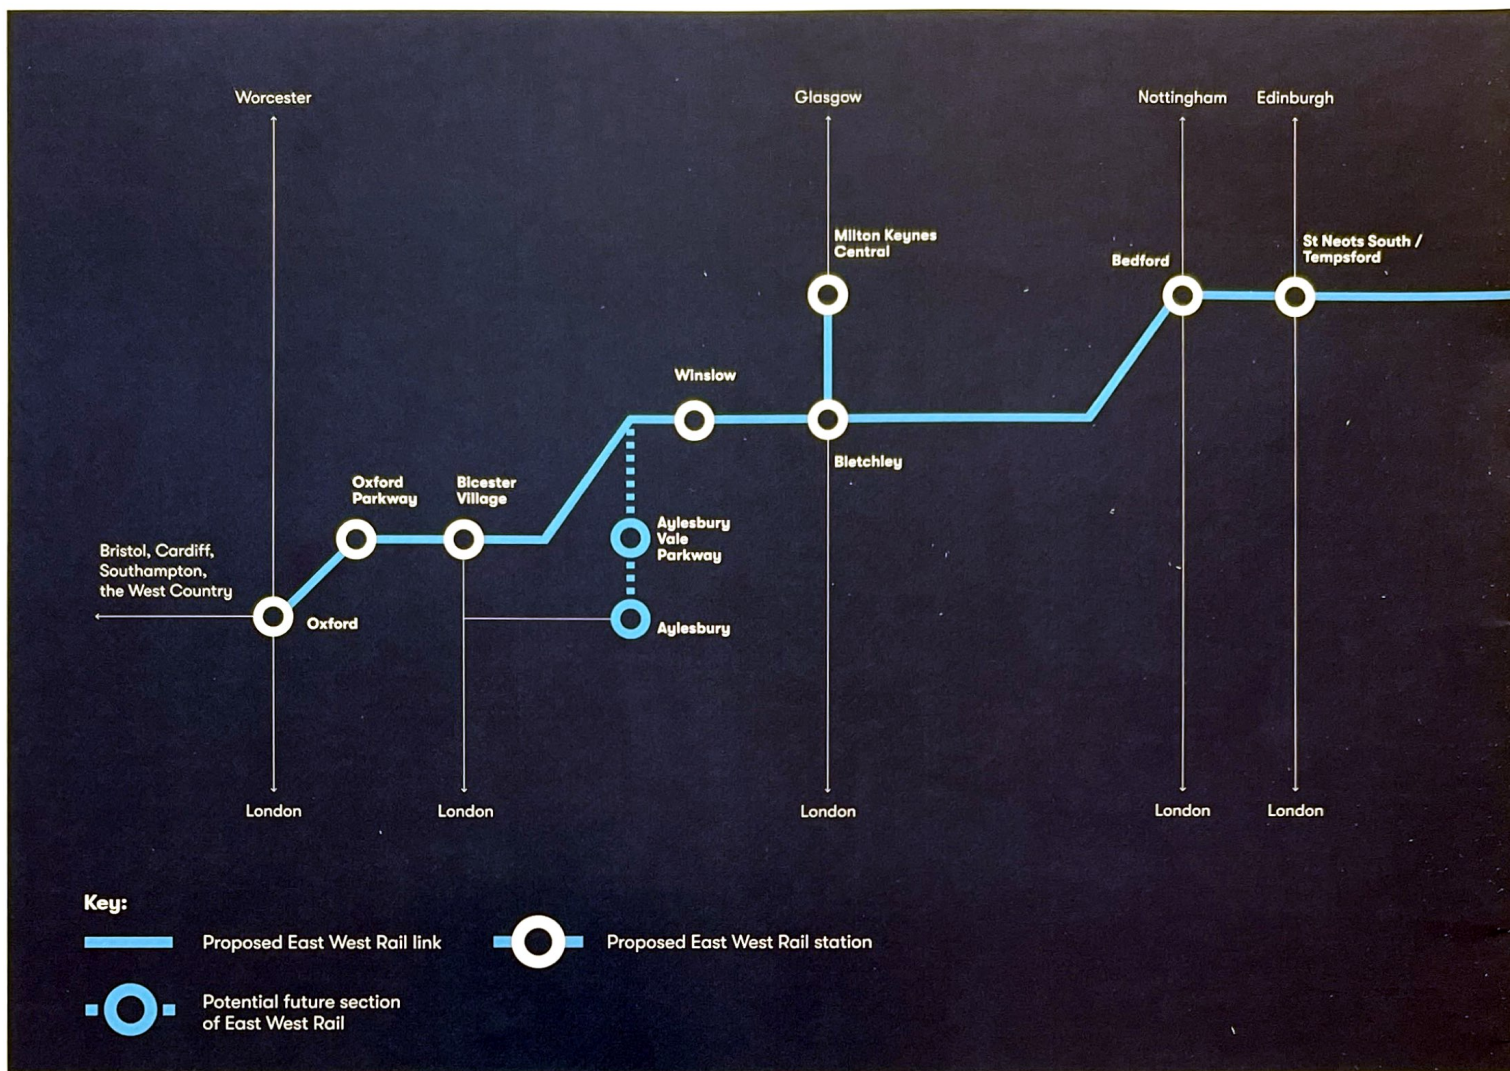 Worcester
Glasgow
Nottingham
Edinburgh
Milton Keynes
Central
St Neots South /
Tempsford
Bedford
Winslow
Bletchley
Oxford
Parkway
Bicester
Village
Aylesbury
Vale
Parkway
Bristol, Cardiff,
Southampton,
the West Country
Oxford
Aylesbury
London
London
London
London
London
Key:
Proposed East West Rail link
Proposed East West Rail station
Potential future section
of East West Rail